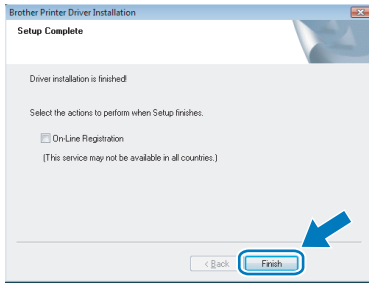 Brother Printer Driver Installation
Setup Complete
Driver installation is finished!
Select the actions to perform when Setup finishes.
On-Line Registration
(This service may not be available in all countries.)
< Back
Finish